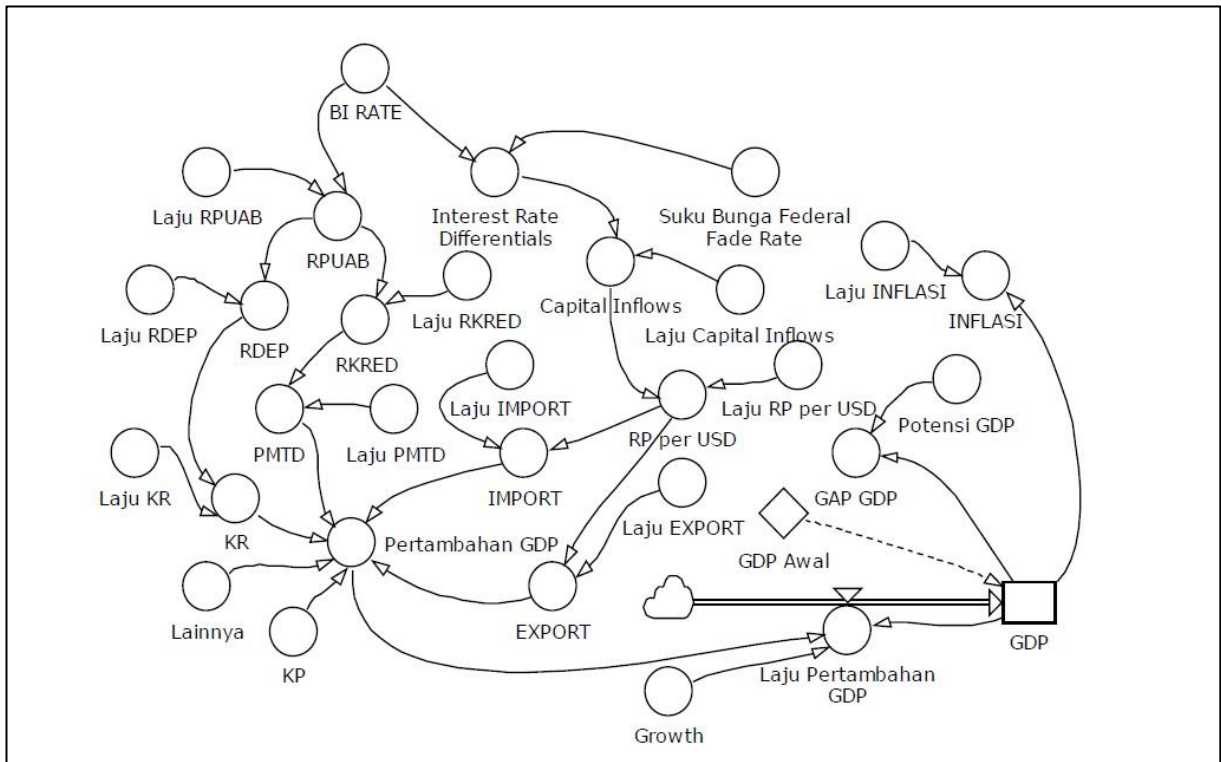 BI RATE
Laju RPUAB
Interest Rate
Differentials
Suku Bunga Federal
Fade Rate
RPUAB
Laju INFLASI
INFLASI
Laju RDEP
RDEP
Laju RKRED
Capital Inflows
Laju Capital Inflows
RKRED
Laju IMPORT
Laju RP per USD
Potensi GDP
RP per USD
PMTD
Laju PMTD
Laju KR
IMPORT
GAP GDP
Laju EXPORT
KR
Pertambahan GDP
GDP Awal
Lainnya
EXPORT
GDP
KP
Laju Pertambahan
GDP
Growth